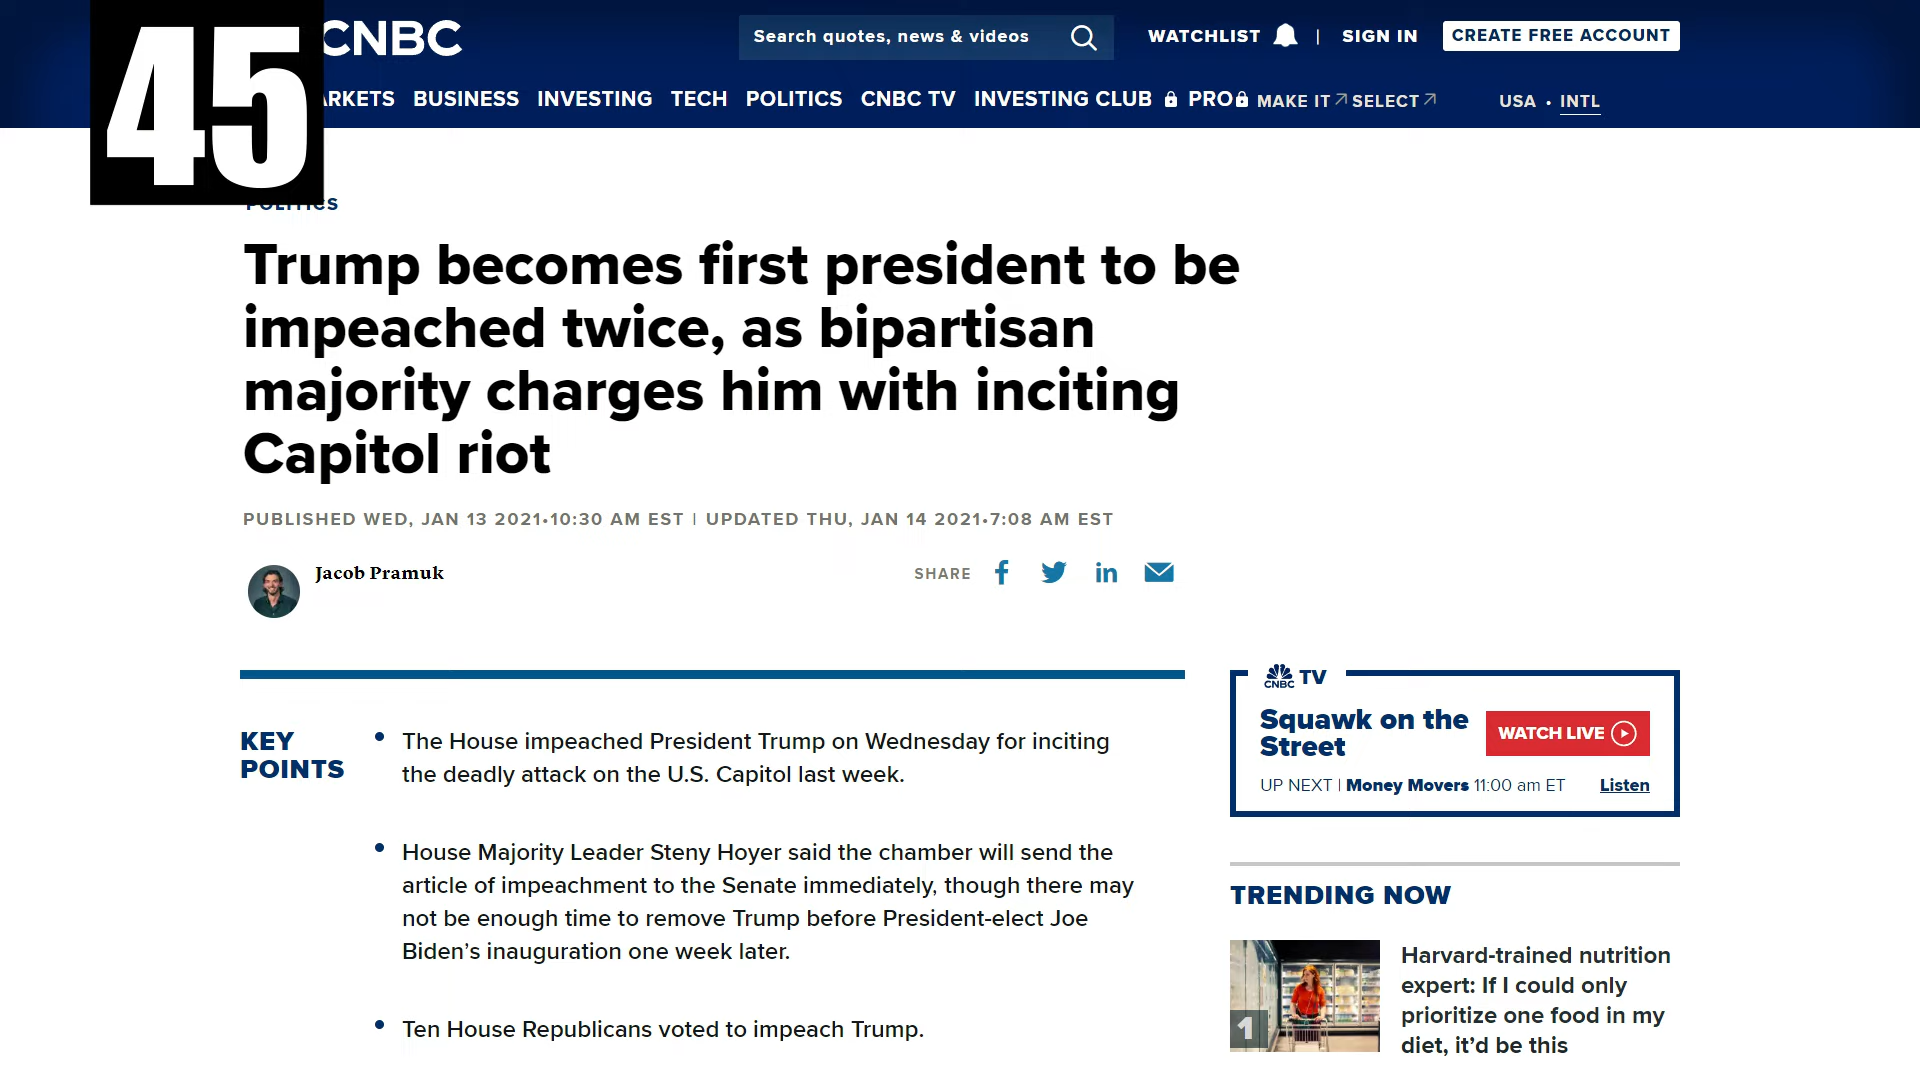 45
CNBC
Search quotes, news & videos
WATCHLIST | SIGN IN
CREATE FREE ACCOUNT
ARKETS BUSINESS INVESTING TECH POLITICS CNBC TV INVESTING CLUB PRO MAKE IT SELECT USA • INTL
POLITICS
Trump becomes first president to be
impeached twice, as bipartisan
majority charges him with inciting
Capitol riot
PUBLISHED WED, JAN 13 2021•10:30 AM EST | UPDATED THU, JAN 14 2021•7:08 AM EST
Jacob Pramuk
SHARE
KEY
POINTS
• The House impeached President Trump on Wednesday for inciting
the deadly attack on the U.S. Capitol last week.
• House Majority Leader Steny Hoyer said the chamber will send the
article of impeachment to the Senate immediately, though there may
not be enough time to remove Trump before President-elect Joe
Biden’s inauguration one week later.
• Ten House Republicans voted to impeach Trump.
CNBC TV
Squawk on the
Street
WATCH LIVE
UP NEXT | Money Movers 11:00 am ET
Listen
TRENDING NOW
1
Harvard-trained nutrition
expert: If I could only
prioritize one food in my
diet, it’d be this